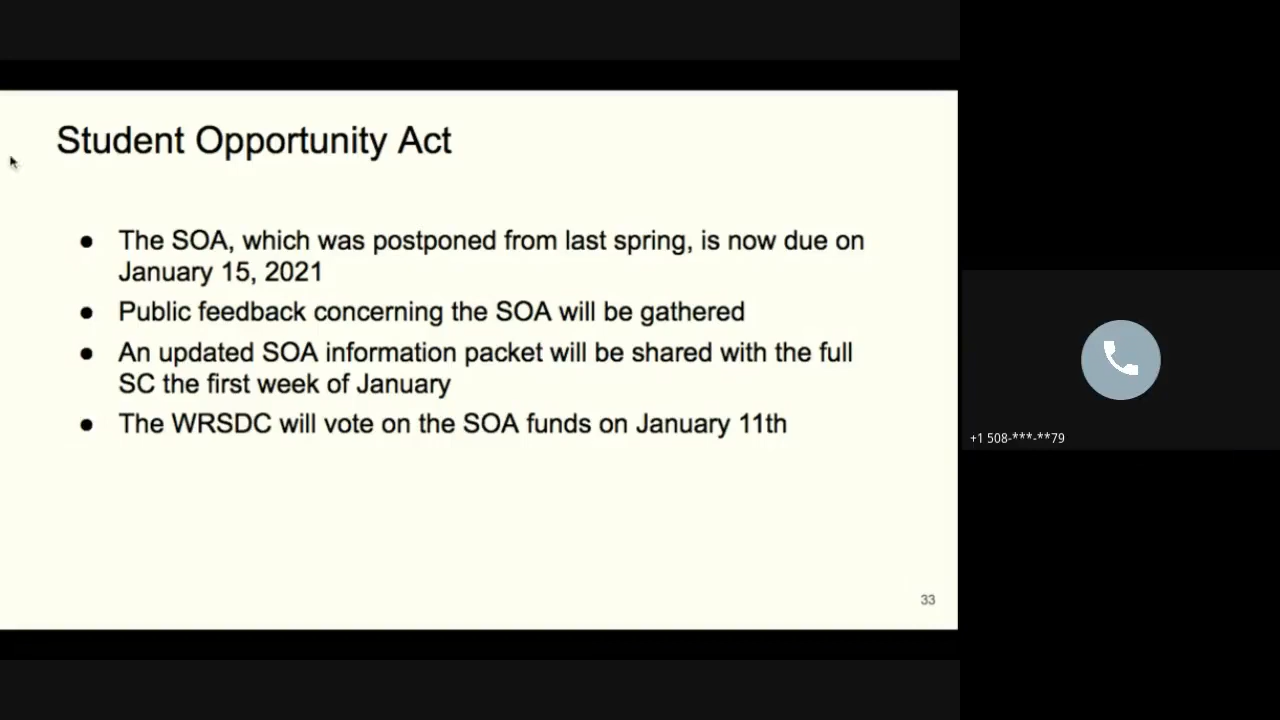 Student Opportunity Act
● The SOA, which was postponed from last spring, is now due on
January 15, 2021
● Public feedback concerning the SOA will be gathered
● An updated SOA information packet will be shared with the full
SC the first week of January
● The WRSDC will vote on the SOA funds on January 11th
33
+1 508-***-**79